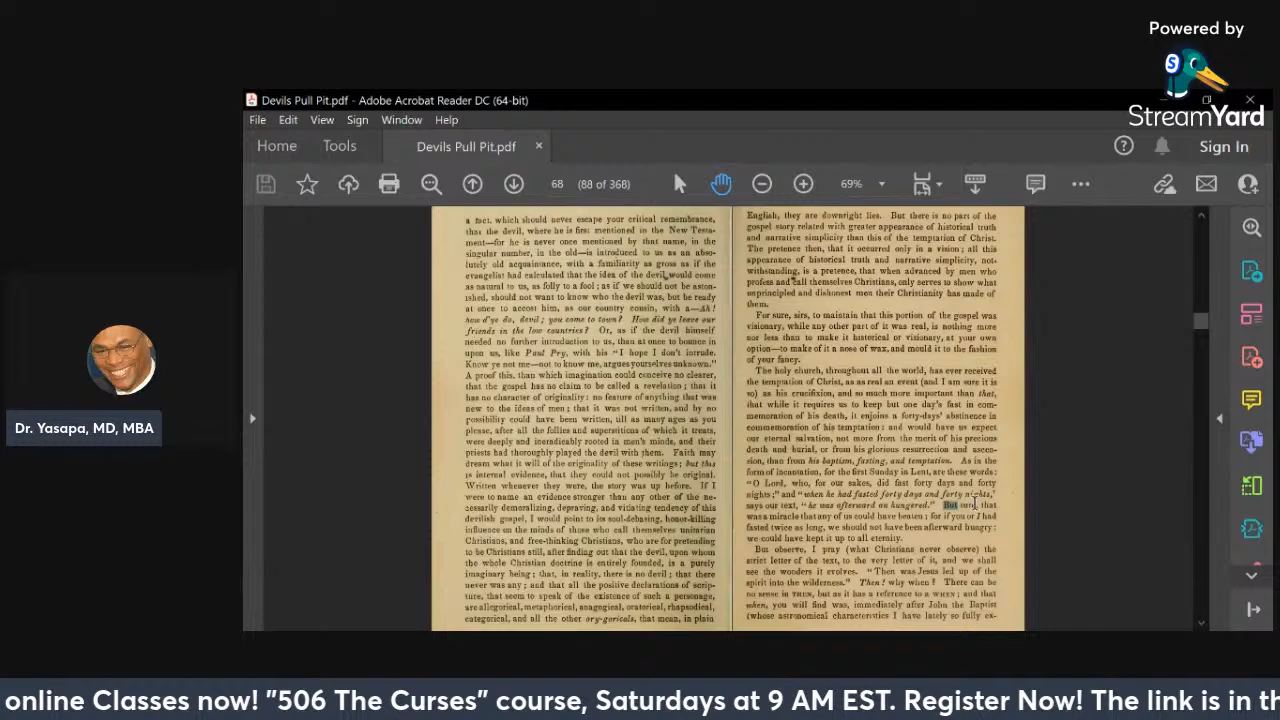 Powered by
StreamYard
Devils Pull Pit.pdf - Adobe Acrobat Reader DC (64-bit)
File Edit View Sign Window Help
Home Tools Devils Pull Pit.pdf × Sign In
68 (88 of 368) 69%
a fact, which should never escape your critical remembrance,
that the devil, where he is first mentioned in the New Testa-
ment—for he is never once mentioned by that name, in the
singular number, in the old—is introduced to us as an abso-
lutely old acquaintance, with a familiarity as gross as if the
evangelist had calculated that the idea of the devil would come
as natural to us, as folly to a fool; as if we should not be aston-
ished, should not want to know who the devil was, but be ready
at once to accost him, as our country cousin, with a—Ah!
how d'ye do, devil; you come to town? How did ye leave our
friends in the low countries? Or, as if the devil himself
needed no further introduction to us, than at once to bounce in
upon us, like Paul Pry, with his "I hope I don't intrude.
Know ye not me—not to know me, argues yourselves unknown."
A proof this, than which imagination could conceive no clearer,
that the gospel has no claim to be called a revelation; that it
has no character of originality; no feature of anything that was
new to the ideas of men; that it was not written, and by no
possibility could have been written, till as many ages as you
please, after all the follies and superstitions of which it treats,
were deeply and ineradicably rooted in men's minds, and their
priests had thoroughly played the devil with them. Faith may
dream what it will of the originality of these writings; but this
is internal evidence, that they could not possibly be original.
Written whenever they were, the story was up before. If I
were to name an evidence stronger than any other of the ne-
cessarily demoralizing, depraving, and vitiating tendency of this
devilish gospel, I would point to its soul-debasing, honor-killing
influence on the minds of those who call themselves unitarian
Christians, and free-thinking Christians, who are for pretending
to be Christians still, after finding out that the devil, upon whom
the whole Christian doctrine is entirely founded, is a purely
imaginary being; that, in reality, there is no devil; that there
never was any; and that all the positive declarations of scrip-
ture, that seem to speak of the existence of such a personage,
are allegorical, metaphorical, anagogical, oratorical, rhapsodical,
categorical, and all the other ory-goricals, that mean, in plain
English, they are downright lies. But there is no part of the
gospel story related with greater appearance of historical truth
and narrative simplicity than this of the temptation of Christ.
The pretence then, that it occurred only in a vision; all this
appearance of historical truth and narrative simplicity, not-
withstanding, is a pretence, that when advanced by men who
profess and call themselves Christians, only serves to show what
unprincipled and dishonest men their Christianity has made of
them.
For sure, sirs, to maintain that this portion of the gospel was
visionary, while any other part of it was real, is nothing more
nor less than to make it historical or visionary, at your own
option—to make of it a nose of wax, and mould it to the fashion
of your fancy.
The holy church, throughout all the world, has ever received
the temptation of Christ, as as real an event (and I am sure it is
so) as his crucifixion, and so much more important than that,
that while it requires us to keep but one day's fast in com-
memoration of his death, it enjoins a forty-days' abstinence in
commemoration of his temptation: and would have us expect
our eternal salvation, not more from the merit of his precious
death and burial, or from his glorious resurrection and ascen-
sion, than from his baptism, fasting, and temptation. As in the
form of incantation, for the first Sunday in Lent, are these words:
"O Lord, who, for our sakes, did fast forty days and forty
nights;" and "when he had fasted forty days and forty nights,"
says our text, "he was afterward an hungered." But sure, that
was a miracle that any of us could have beaten; for if you or I had
fasted twice as long, we should not have been afterward hungry:
we could have kept it up to all eternity.
But observe, I pray (what Christians never observe) the
strict letter of the text, to the very letter of it, and we shall
see the wonders it evolves. "Then was Jesus led up of the
spirit into the wilderness." Then? why when? There can be
no sense in THEN, but as it has a reference to a WHEN; and that
when, you will find was, immediately after John the Baptist
(whose astronomical characteristics I have lately so fully ex-
Dr. Yasapa, MD, MBA
online Classes now! "506 The Curses" course, Saturdays at 9 AM EST. Register Now! The link is in th